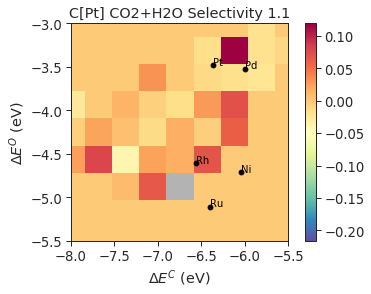 C[Pt] CO2+H2O Selectivity 1.1
−3.0
−3.5
−4.0
−4.5
−5.0
−5.5
ΔE^O (eV)
Pt
Pd
Rh
Ni
Ru
−8.0 −7.5 −7.0 −6.5 −6.0 −5.5
ΔE^C (eV)
0.10
0.05
0.00
−0.05
−0.10
−0.15
−0.20